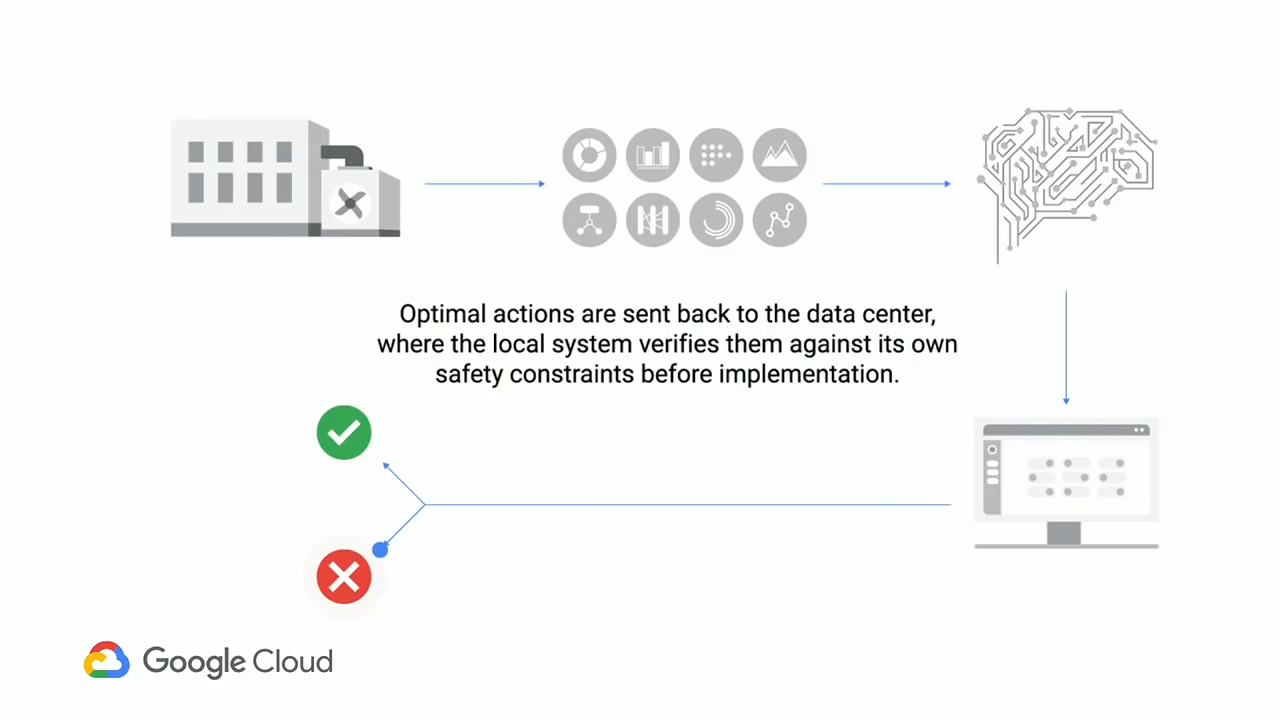 Optimal actions are sent back to the data center,
where the local system verifies them against its own
safety constraints before implementation.
Google Cloud